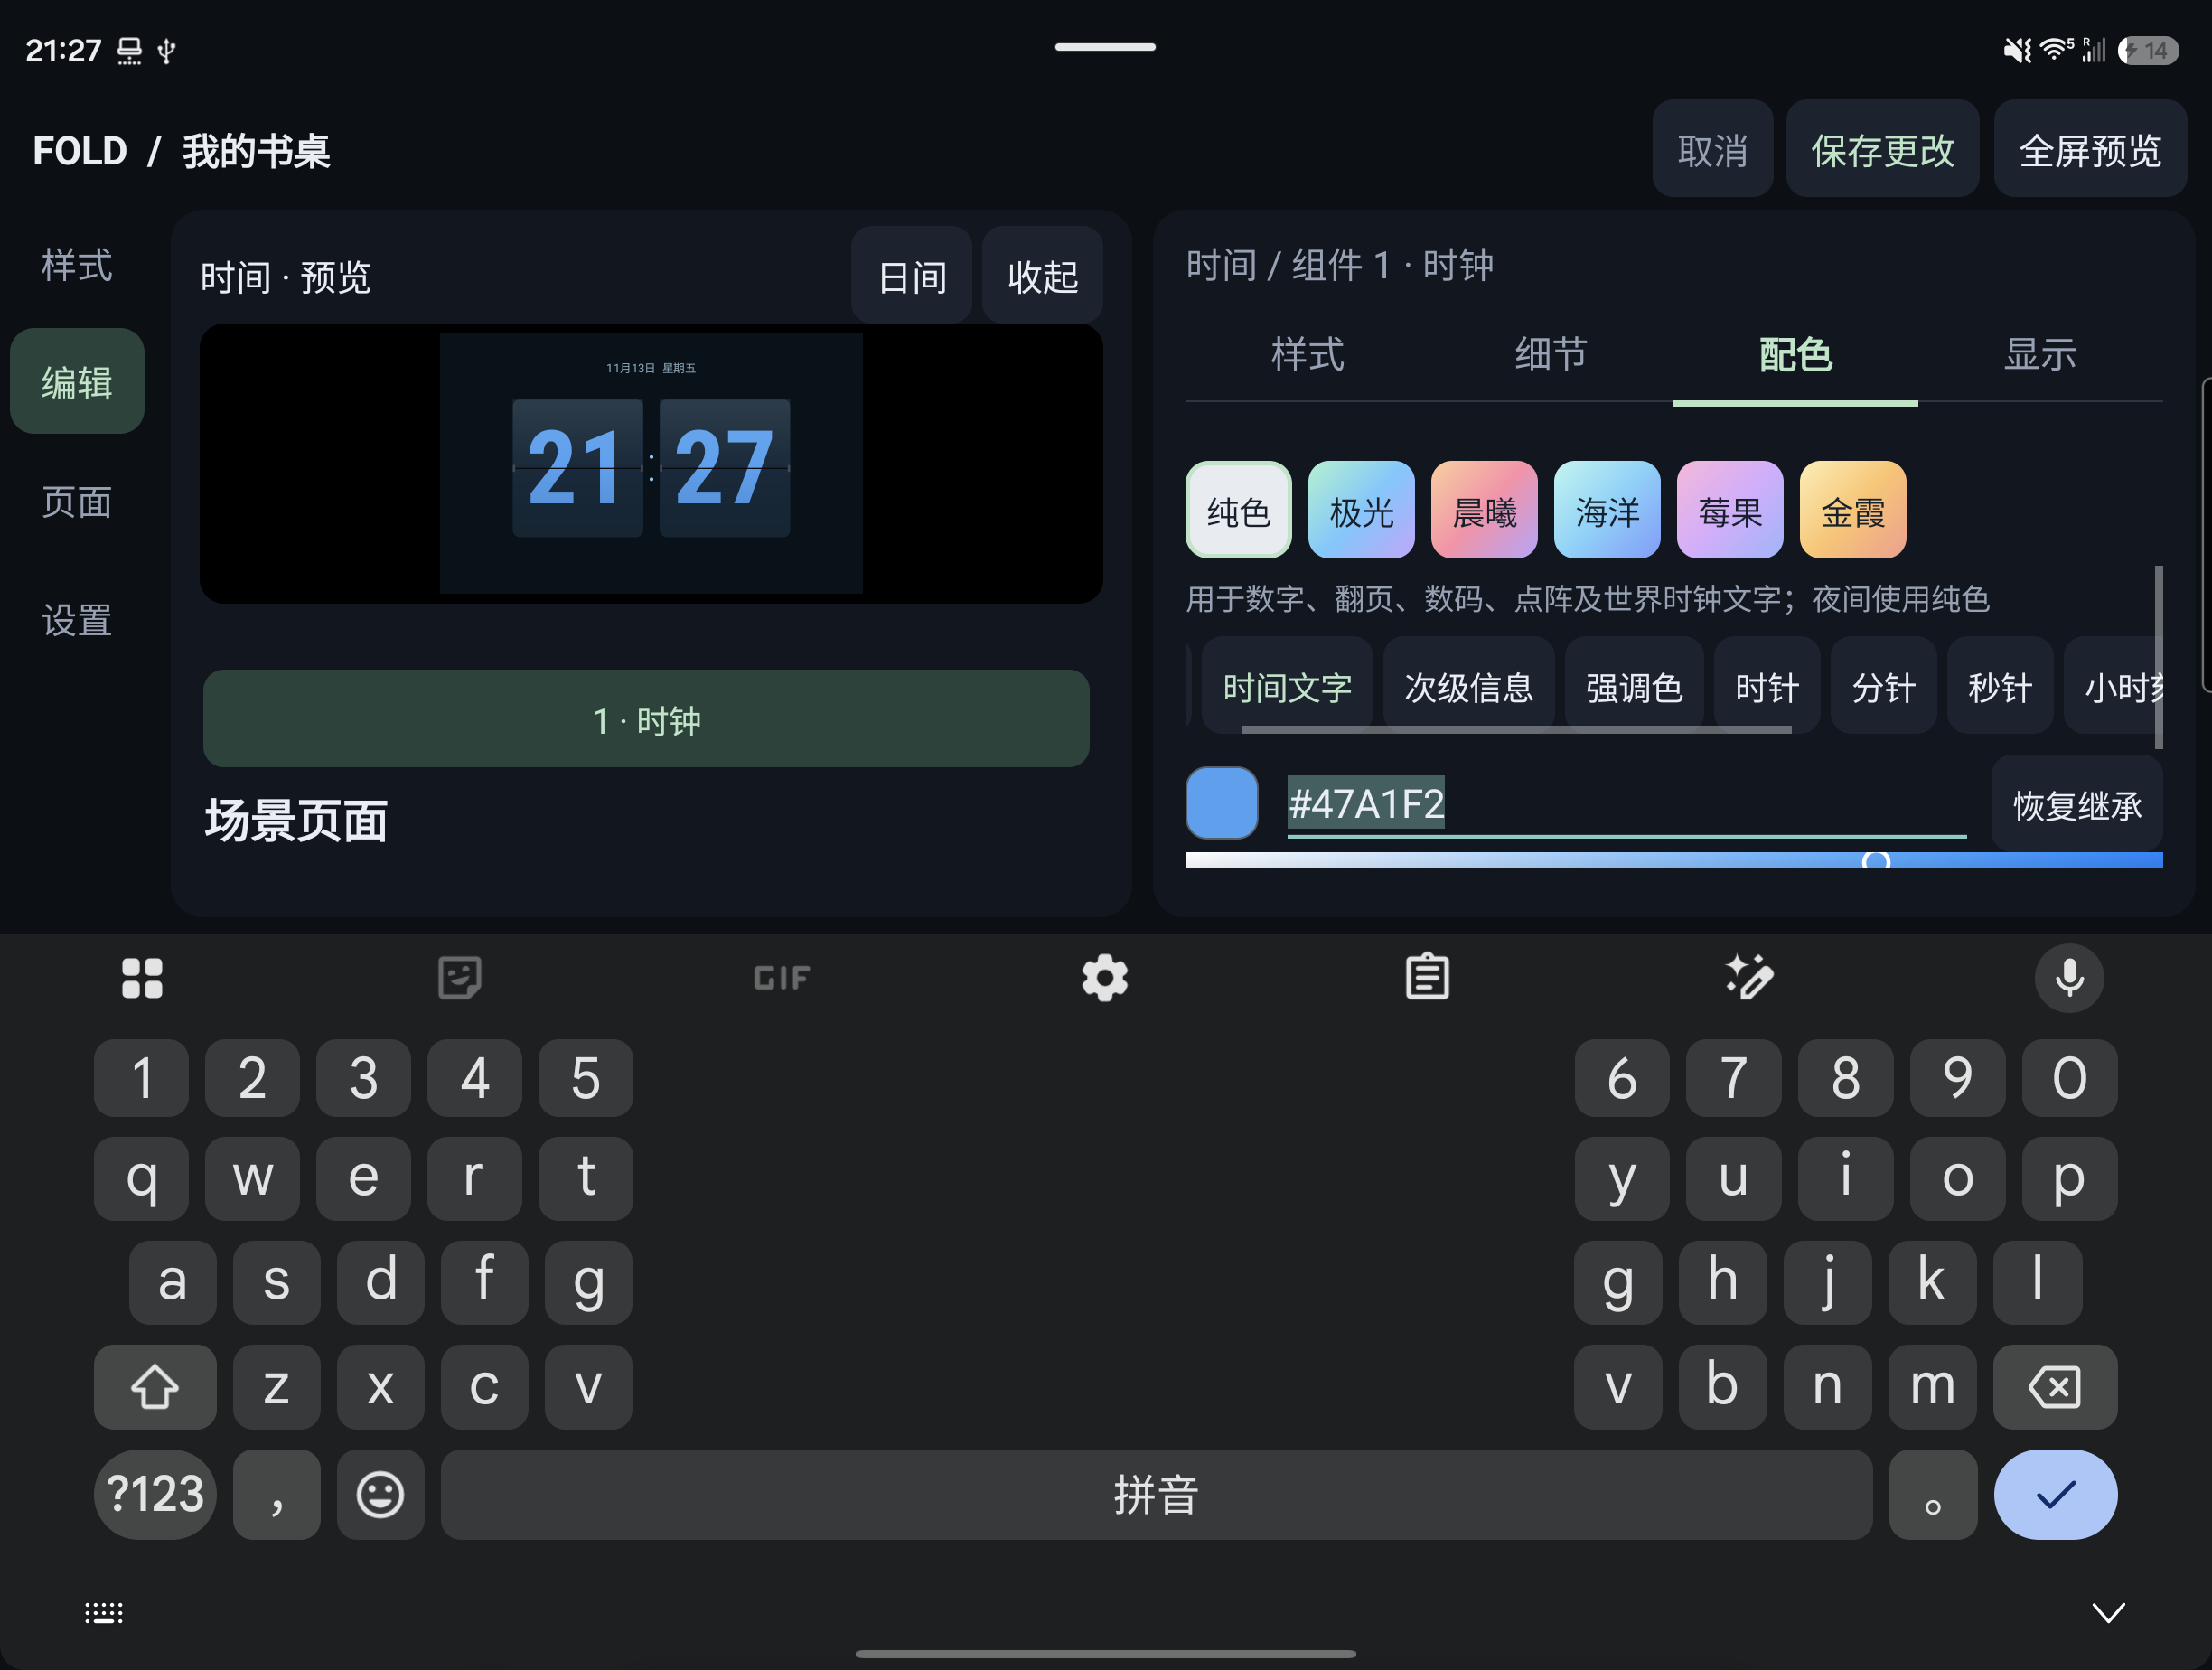 21:27
5
R
14
FOLD / 我的书桌
取消
保存更改
全屏预览
样式
编辑
页面
设置
时间 · 预览
日间
收起
11月13日 星期五
21:27
1 · 时钟
场景页面
时间 / 组件 1 · 时钟
样式
细节
配色
显示
纯色
极光
晨曦
海洋
莓果
金霞
用于数字、翻页、数码、点阵及世界时钟文字；夜间使用纯色
时间文字
次级信息
强调色
时针
分针
秒针
小时
#47A1F2
恢复继承
GIF
1 2 3 4 5 6 7 8 9 0
q w e r t y u i o p
a s d f g g h j k l
z x c v v b n m
?123 ， 拼音 。